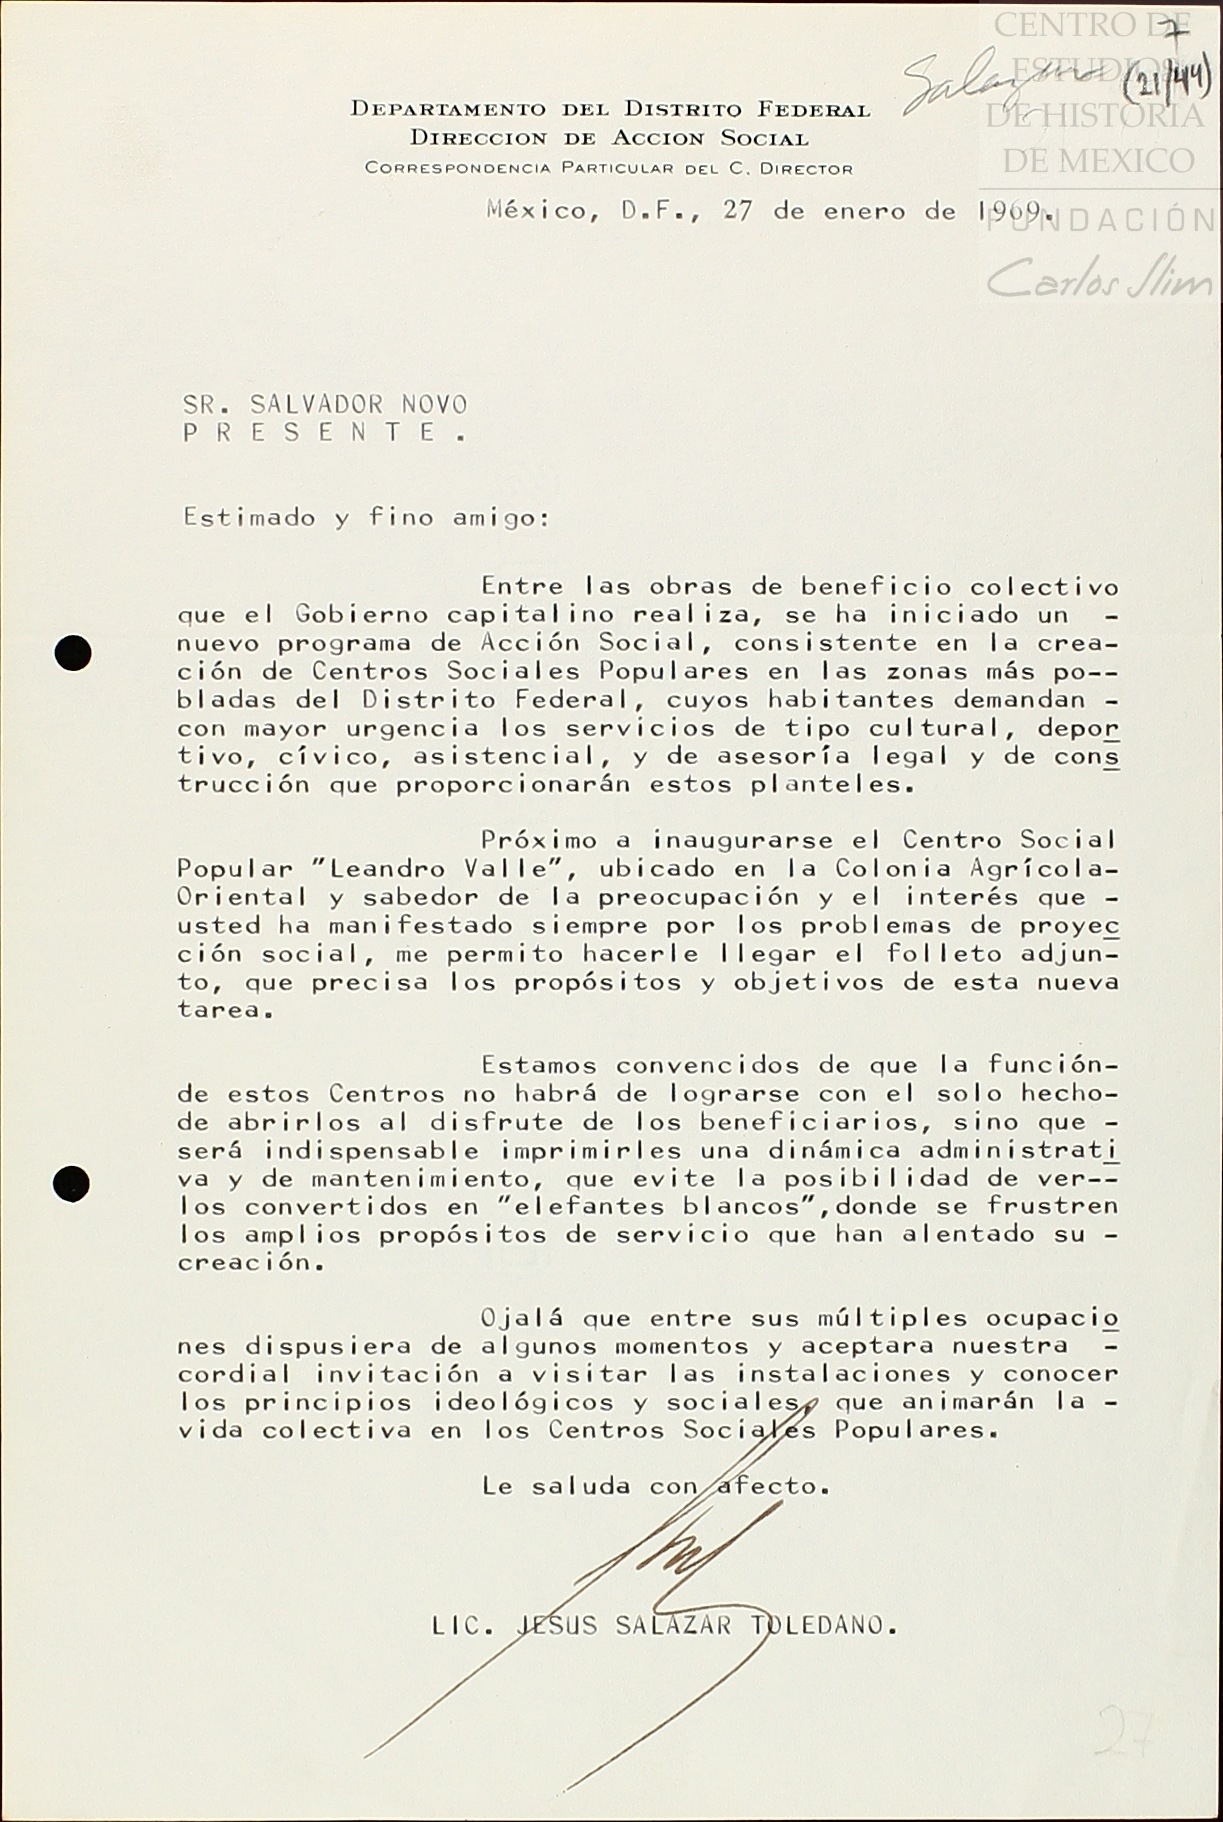 CENTRO DE
ESTUDIOS
DE HISTORIA
DE MEXICO
FUNDACIÓN
Carlos Slim
7
(21/44)
DEPARTAMENTO DEL DISTRITO FEDERAL
DIRECCION DE ACCION SOCIAL
CORRESPONDENCIA PARTICULAR DEL C. DIRECTOR
México, D.F., 27 de enero de 1969.
SR. SALVADOR NOVO
P R E S E N T E .
Estimado y fino amigo:
Entre las obras de beneficio colectivo
que el Gobierno capitalino realiza, se ha iniciado un -
nuevo programa de Acción Social, consistente en la crea-
ción de Centros Sociales Populares en las zonas más po--
bladas del Distrito Federal, cuyos habitantes demandan -
con mayor urgencia los servicios de tipo cultural, depor
tivo, cívico, asistencial, y de asesoría legal y de cons
trucción que proporcionarán estos planteles.
Próximo a inaugurarse el Centro Social
Popular "Leandro Valle", ubicado en la Colonia Agrícola-
Oriental y sabedor de la preocupación y el interés que -
usted ha manifestado siempre por los problemas de proyec
ción social, me permito hacerle llegar el folleto adjun-
to, que precisa los propósitos y objetivos de esta nueva
tarea.
Estamos convencidos de que la función-
de estos Centros no habrá de lograrse con el solo hecho-
de abrirlos al disfrute de los beneficiarios, sino que -
será indispensable imprimirles una dinámica administrati
va y de mantenimiento, que evite la posibilidad de ver--
los convertidos en "elefantes blancos",donde se frustren
los amplios propósitos de servicio que han alentado su -
creación.
Ojalá que entre sus múltiples ocupacio
nes dispusiera de algunos momentos y aceptara nuestra -
cordial invitación a visitar las instalaciones y conocer
los principios ideológicos y sociales, que animarán la -
vida colectiva en los Centros Sociales Populares.
Le saluda con afecto.
LIC. JESUS SALAZAR TOLEDANO.
27